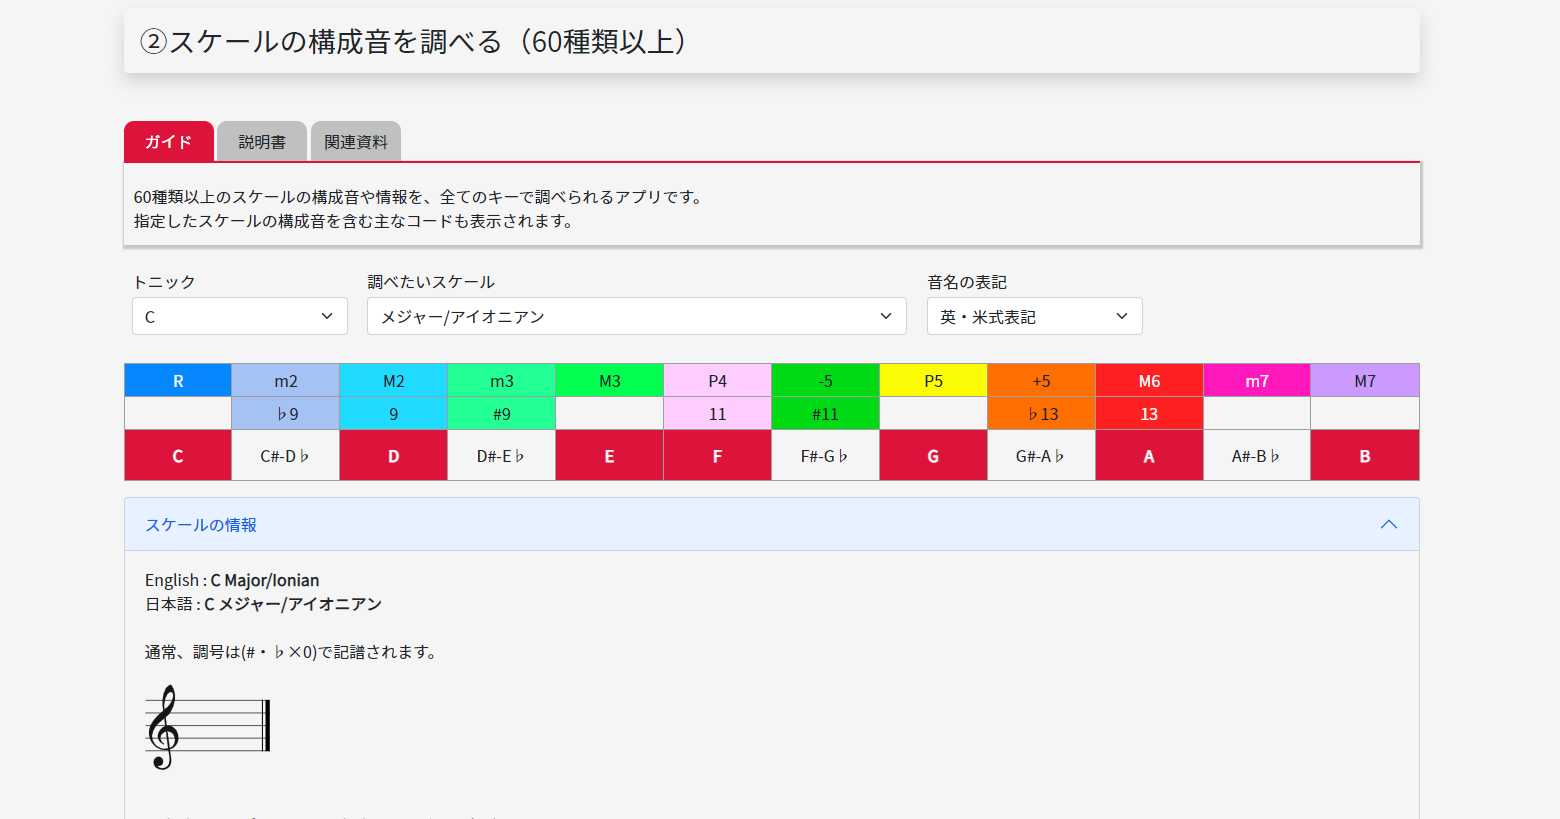 ②スケールの構成音を調べる（60種類以上）
ガイド 説明書 関連資料
60種類以上のスケールの構成音や情報を、全てのキーで調べられるアプリです。
指定したスケールの構成音を含む主なコードも表示されます。
トニック 調べたいスケール 音名の表記
C メジャー/アイオニアン 英・米式表記
R m2 M2 m3 M3 P4 -5 P5 +5 M6 m7 M7
♭9 9 #9 11 #11 ♭13 13
C C#-D♭ D D#-E♭ E F F#-G♭ G G#-A♭ A A#-B♭ B
スケールの情報
English : C Major/Ionian
日本語 : C メジャー/アイオニアン
通常、調号は(#・♭×0)で記譜されます。